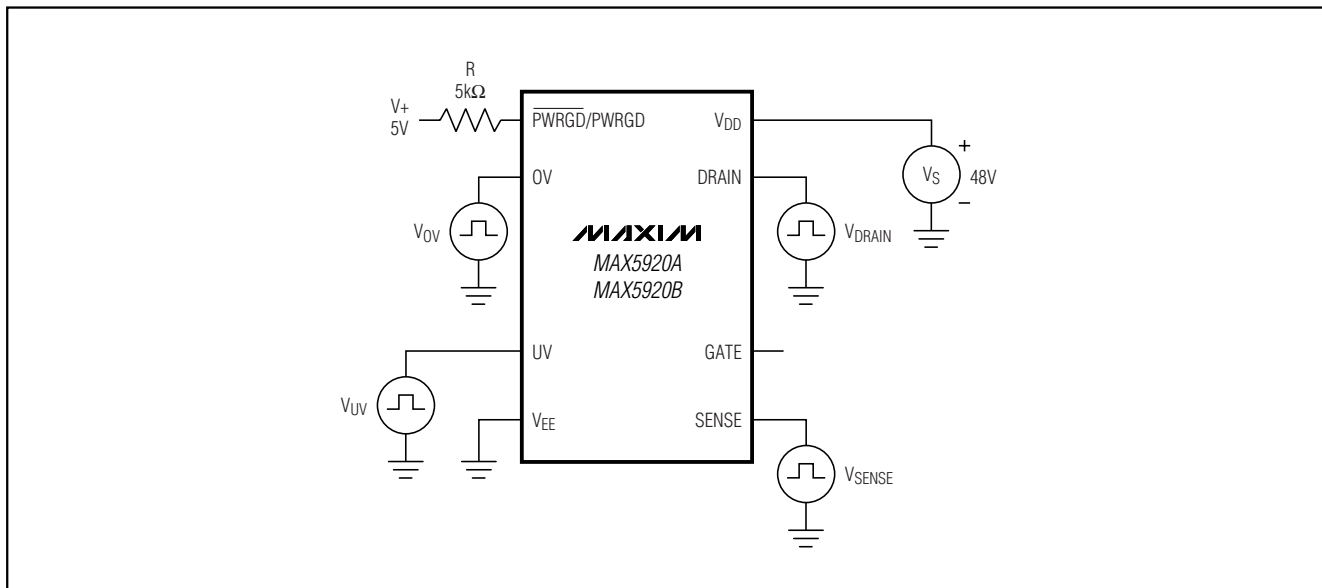 R
5kΩ
V+
5V
PWRGD/PWRGD
VDD
+
VS
48V
–
OV
DRAIN
VOV
VDRAIN
MAXIM
MAX5920A
MAX5920B
UV
GATE
VUV
VEE
SENSE
VSENSE